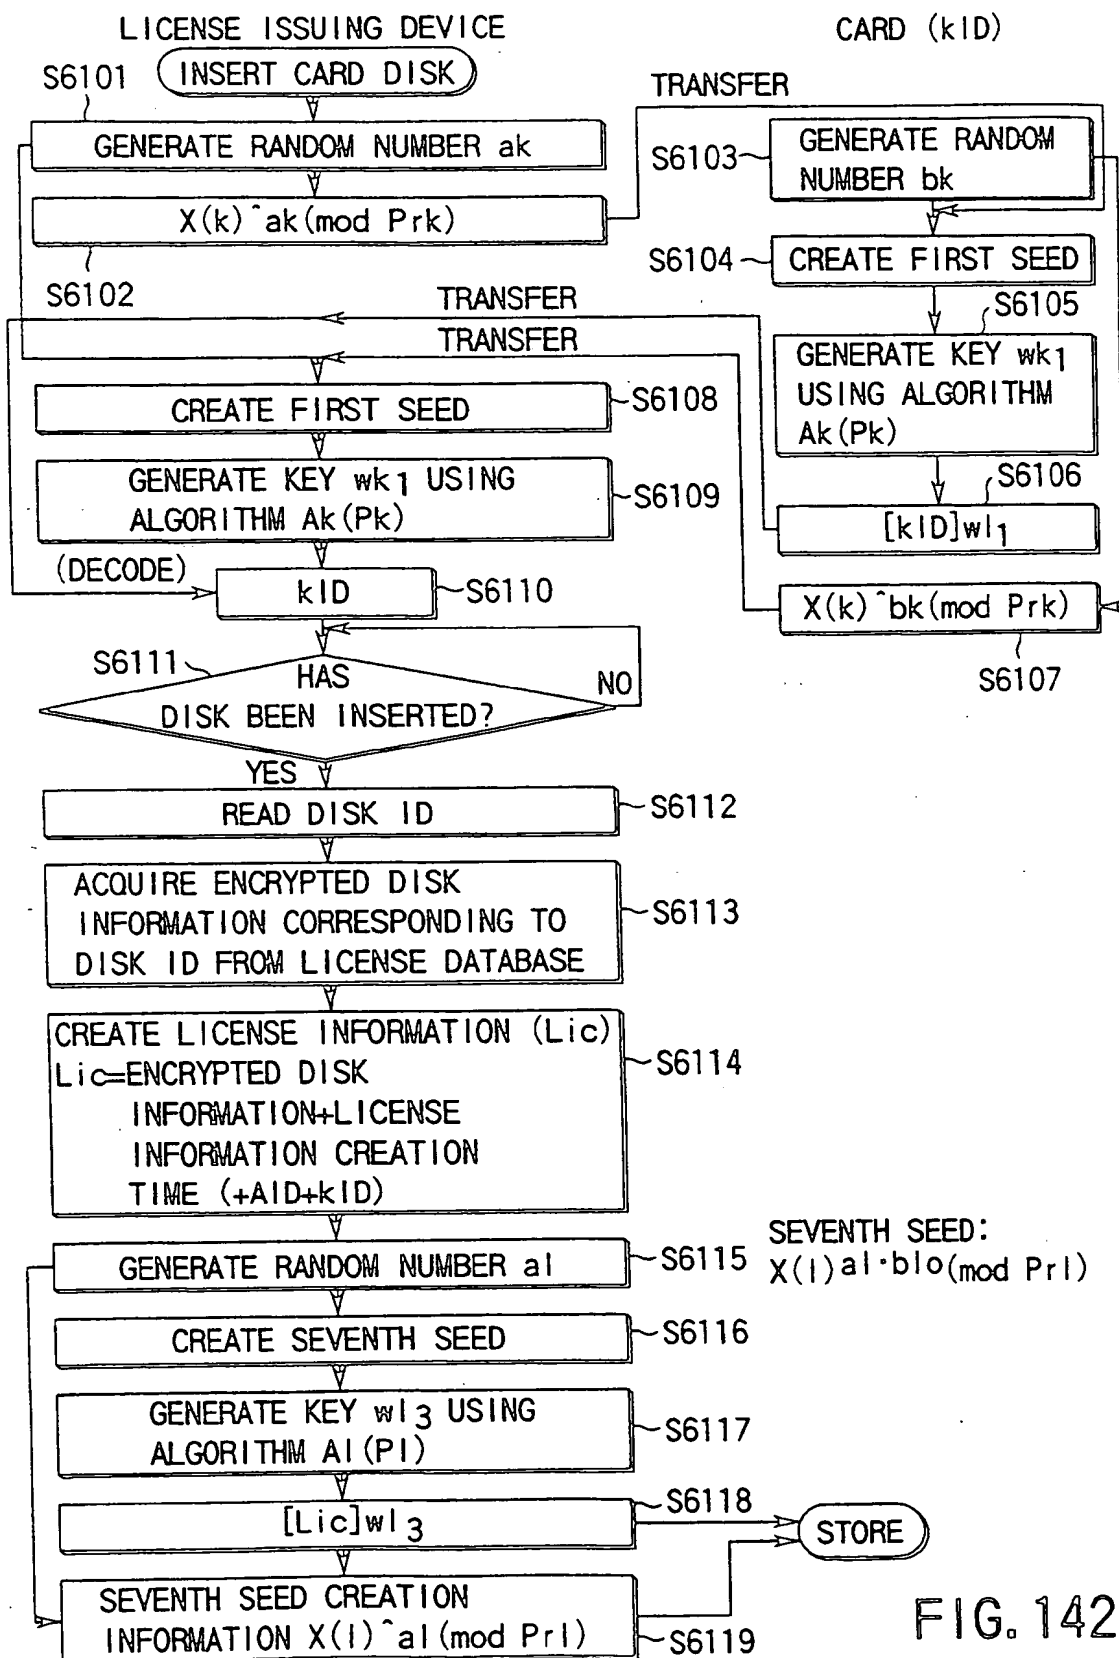 LICENSE ISSUING DEVICE
CARD (kID)
INSERT CARD DISK
S6101
TRANSFER
GENERATE RANDOM NUMBER ak
S6103
GENERATE RANDOM
NUMBER bk
X(k)^ak(mod Prk)
S6102
S6104
CREATE FIRST SEED
TRANSFER
S6105
TRANSFER
GENERATE KEY wk1
USING ALGORITHM
Ak(Pk)
CREATE FIRST SEED
S6108
GENERATE KEY wk1 USING
ALGORITHM Ak(Pk)
S6109
S6106
[kID]wl1
(DECODE)
kID
S6110
X(k)^bk(mod Prk)
S6107
S6111
HAS
DISK BEEN INSERTED?
NO
YES
READ DISK ID
S6112
ACQUIRE ENCRYPTED DISK
INFORMATION CORRESPONDING TO
DISK ID FROM LICENSE DATABASE
S6113
CREATE LICENSE INFORMATION (Lic)
Lic=ENCRYPTED DISK
INFORMATION+LICENSE
INFORMATION CREATION
TIME (+AID+kID)
S6114
GENERATE RANDOM NUMBER al
S6115
SEVENTH SEED:
X(l)al·blo(mod Prl)
CREATE SEVENTH SEED
S6116
GENERATE KEY wl3 USING
ALGORITHM Al(Pl)
S6117
[Lic]wl3
S6118
STORE
SEVENTH SEED CREATION
INFORMATION X(l)^al(mod Prl)
S6119
FIG. 142